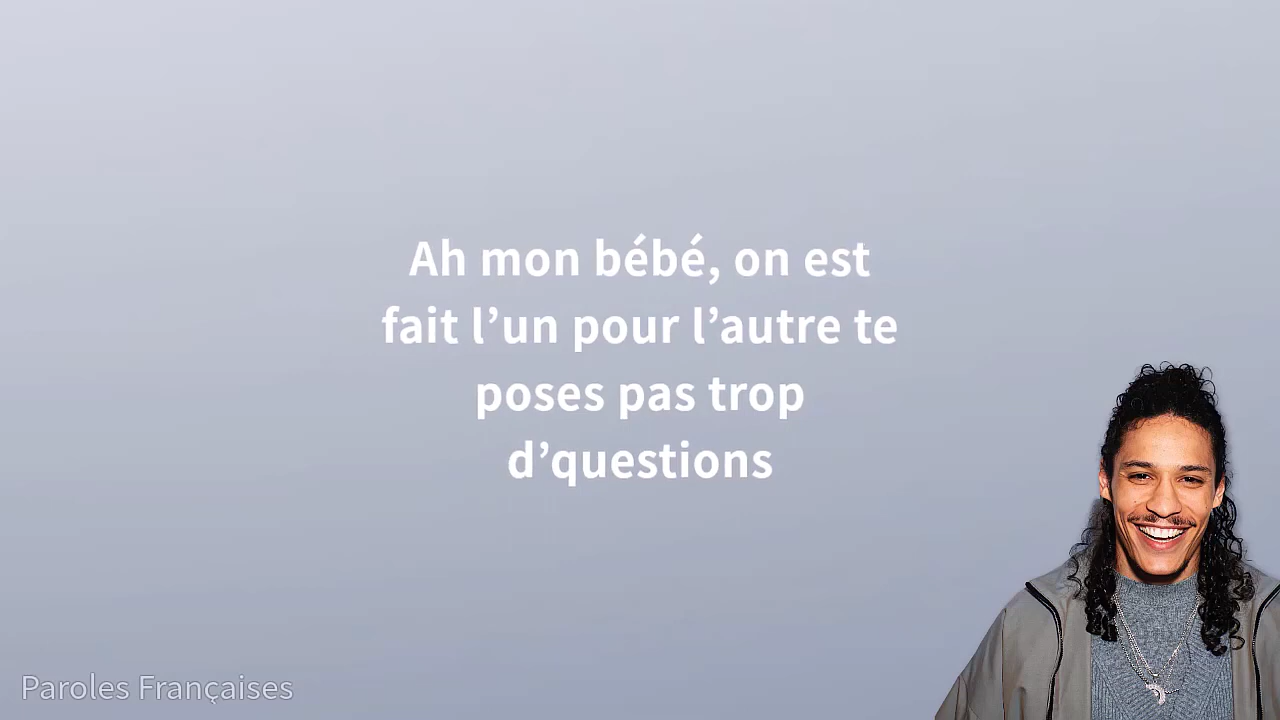 Ah mon bébé, on est
fait l’un pour l’autre te
poses pas trop
d’questions
Paroles Françaises